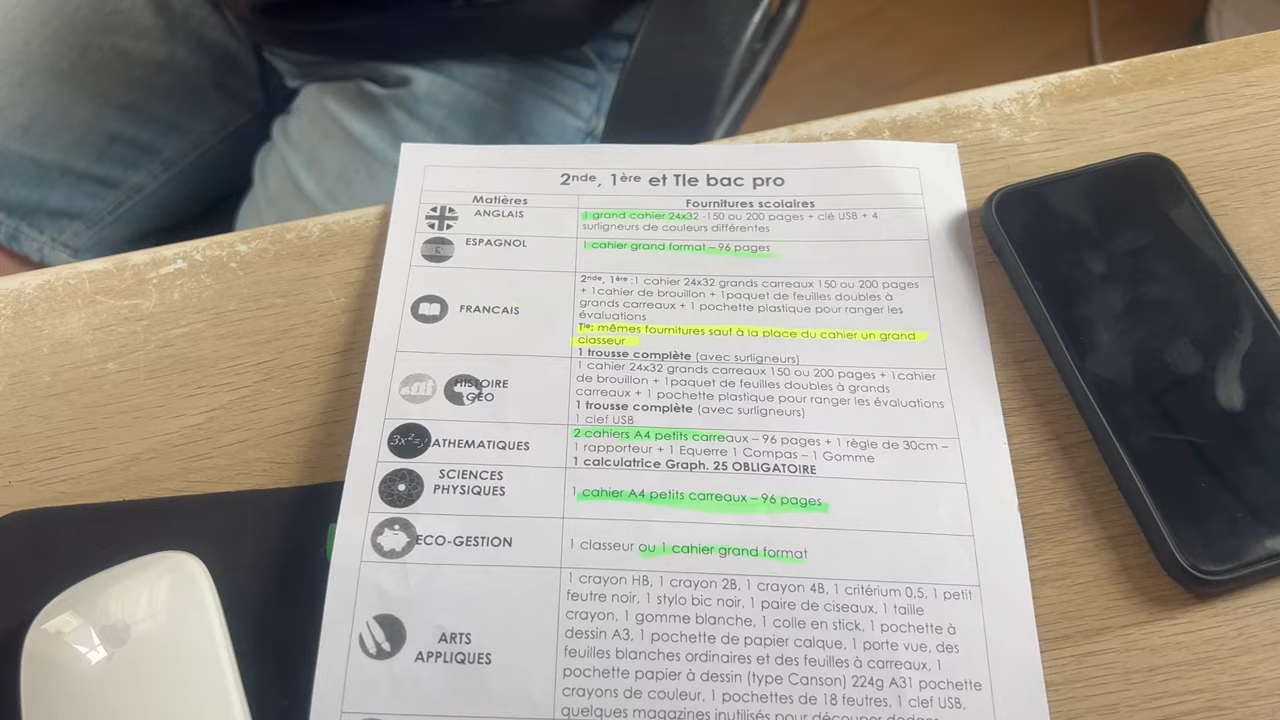 2nde, 1ère et Tle bac pro
Matières
Fournitures scolaires
ANGLAIS
1 grand cahier 24x32 -150 ou 200 pages + clé USB + 4
surligneurs de couleurs différentes
ESPAGNOL
1 cahier grand format – 96 pages
FRANCAIS
2nde, 1ère :1 cahier 24x32 grands carreaux 150 ou 200 pages
+ 1cahier de brouillon + 1paquet de feuilles doubles à
grands carreaux + 1 pochette plastique pour ranger les
évaluations
Tle: mêmes fournitures sauf à la place du cahier un grand
classeur
1 trousse complète (avec surligneurs)
HISTOIRE
GEO
1 cahier 24x32 grands carreaux 150 ou 200 pages + 1cahier
de brouillon + 1paquet de feuilles doubles à grands
carreaux + 1 pochette plastique pour ranger les évaluations
1 trousse complète (avec surligneurs)
1 clef USB
3x²=y
ATHEMATIQUES
2 cahiers A4 petits carreaux – 96 pages + 1 règle de 30cm –
1 rapporteur + 1 Equerre 1 Compas – 1 Gomme
1 calculatrice Graph. 25 OBLIGATOIRE
SCIENCES
PHYSIQUES
1 cahier A4 petits carreaux – 96 pages
ECO-GESTION
1 classeur ou 1 cahier grand format
ARTS
APPLIQUES
1 crayon HB, 1 crayon 2B, 1 crayon 4B, 1 critérium 0,5, 1 petit
feutre noir, 1 stylo bic noir, 1 paire de ciseaux, 1 taille
crayon, 1 gomme blanche, 1 colle en stick, 1 pochette à
dessin A3, 1 pochette de papier calque, 1 porte vue, des
feuilles blanches ordinaires et des feuilles à carreaux, 1
pochette papier à dessin (type Canson) 224g A31 pochette
crayons de couleur, 1 pochettes de 18 feutres, 1 clef USB,
quelques magazines inutilisés pour découper dedans